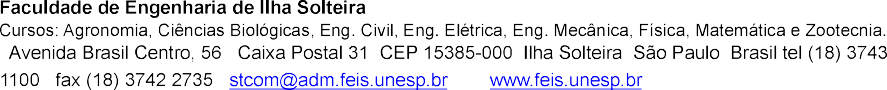 Faculdade de Engenharia de Ilha Solteira
Cursos: Agronomia, Ciências Biológicas, Eng. Civil, Eng. Elétrica, Eng. Mecânica, Física, Matemática e Zootecnia.
Avenida Brasil Centro, 56 Caixa Postal 31 CEP 15385-000 Ilha Solteira São Paulo Brasil tel (18) 3743
1100 fax (18) 3742 2735 stcom@adm.feis.unesp.br www.feis.unesp.br